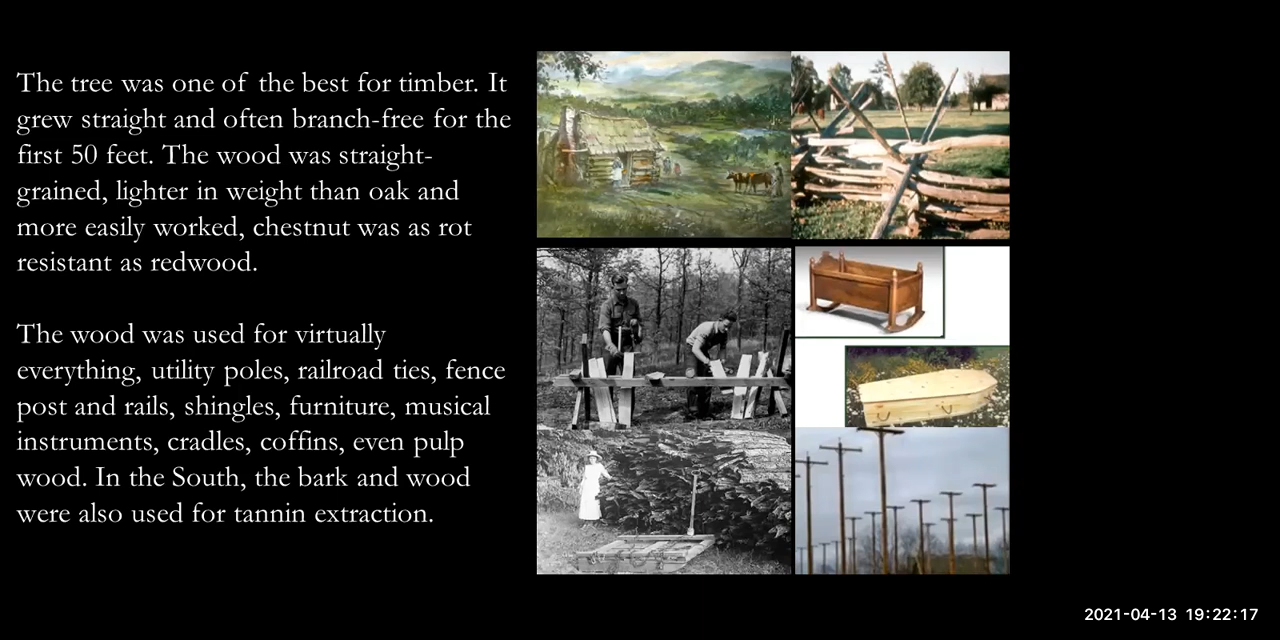 The tree was one of the best for timber. It
grew straight and often branch-free for the
first 50 feet. The wood was straight-
grained, lighter in weight than oak and
more easily worked, chestnut was as rot
resistant as redwood.
The wood was used for virtually
everything, utility poles, railroad ties, fence
post and rails, shingles, furniture, musical
instruments, cradles, coffins, even pulp
wood. In the South, the bark and wood
were also used for tannin extraction.
2021-04-13 19:22:17